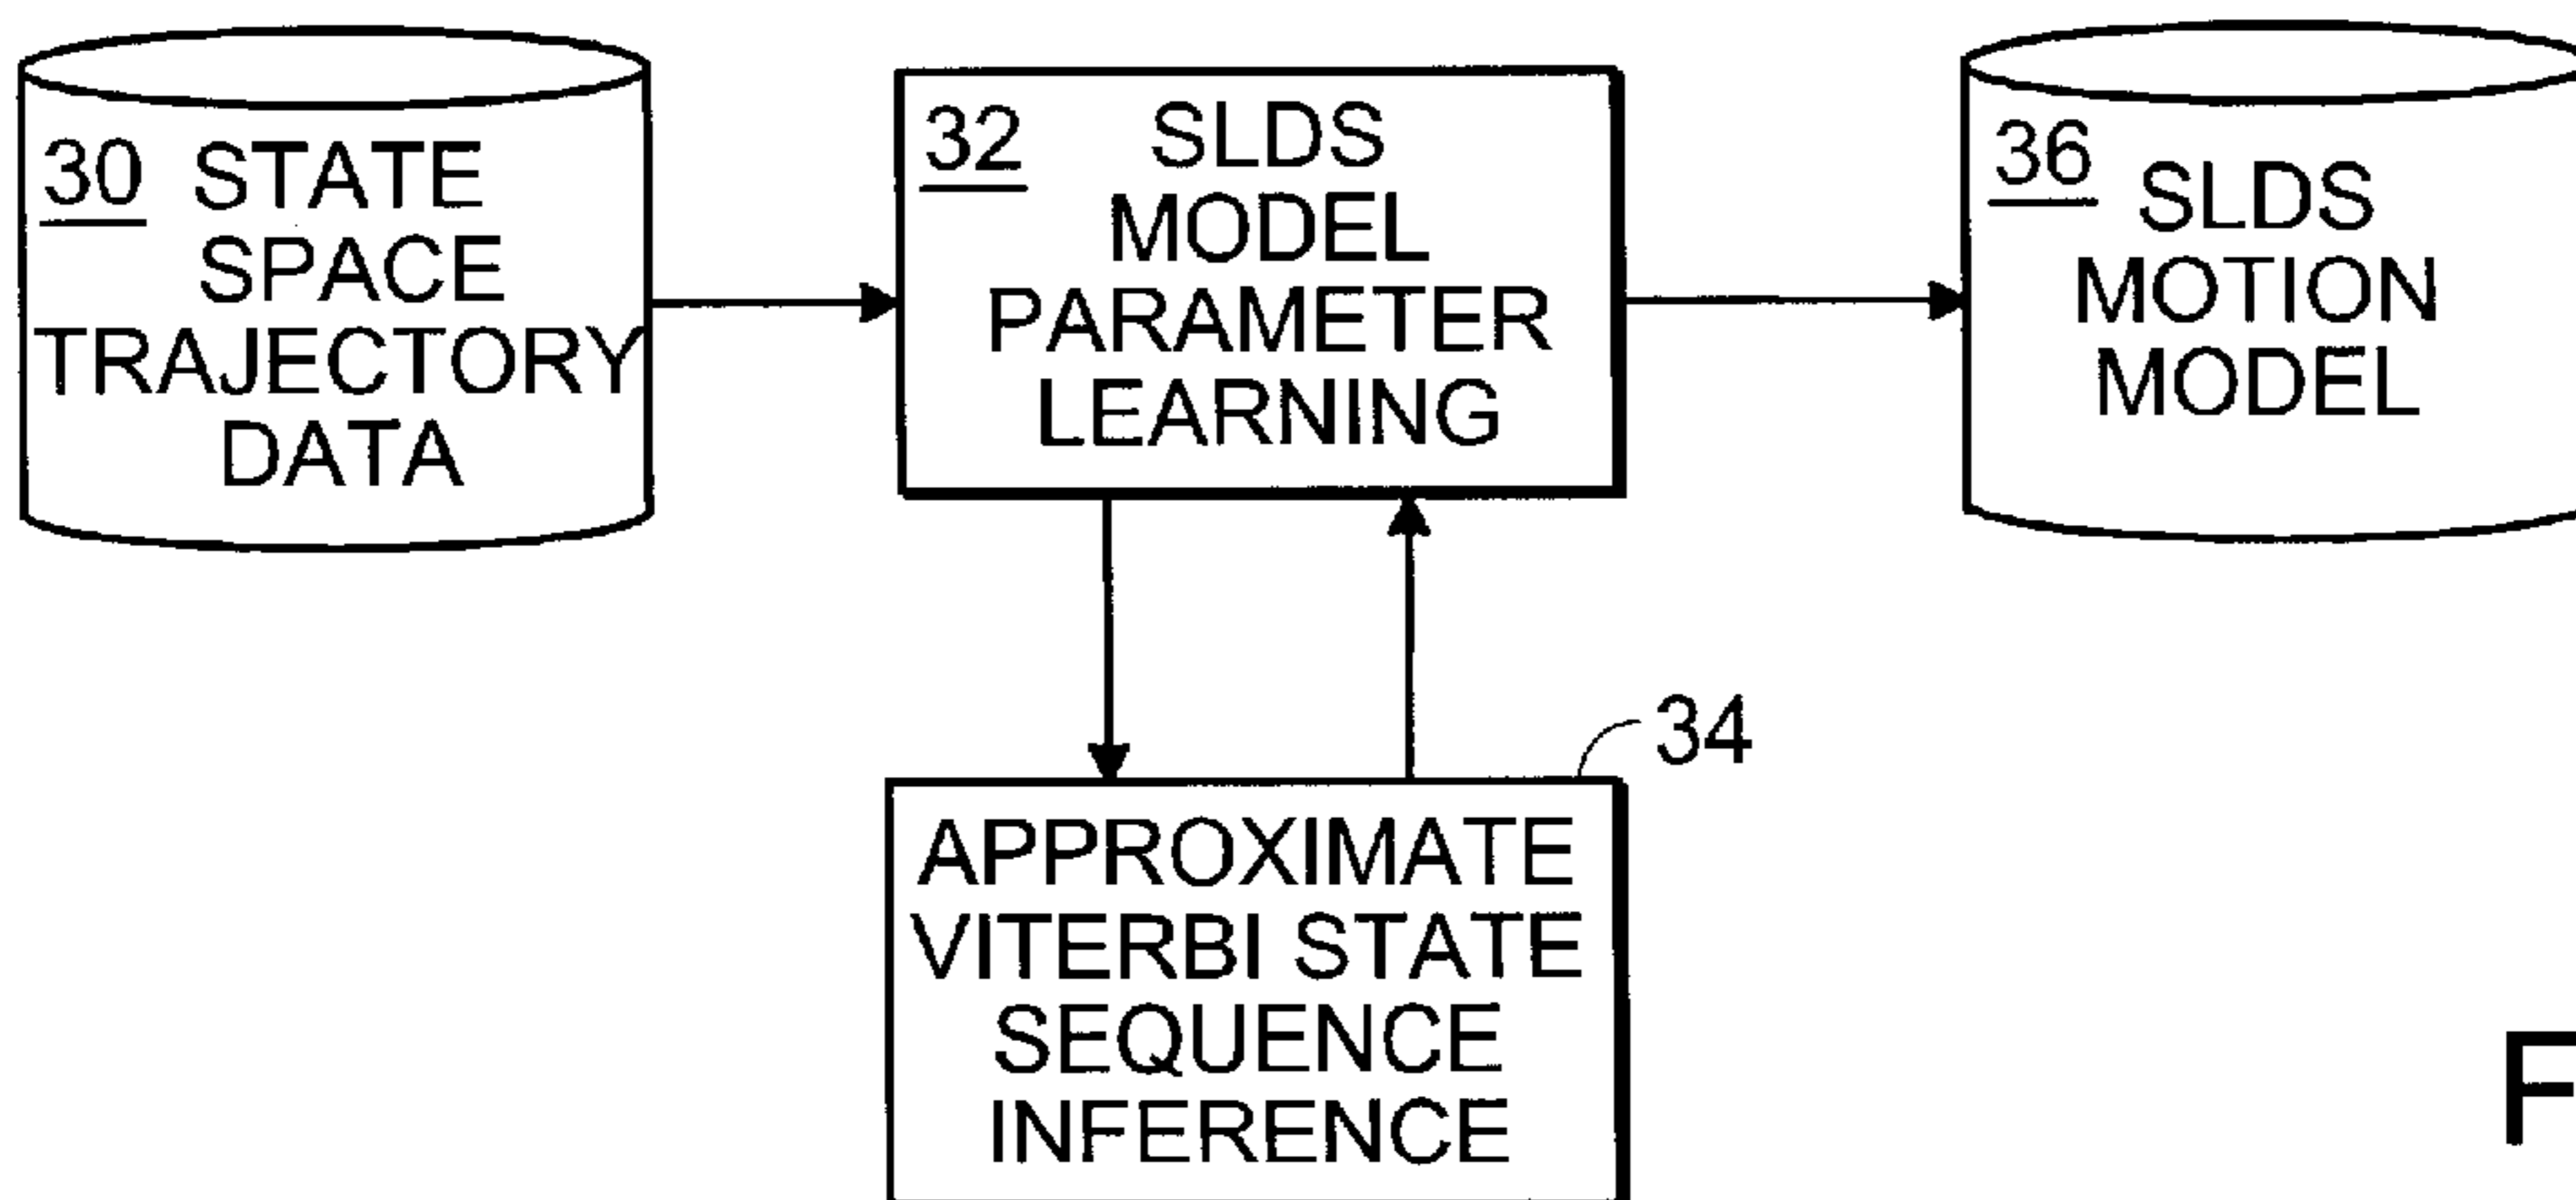 30 STATE
SPACE
TRAJECTORY
DATA
32 SLDS
MODEL
PARAMETER
LEARNING
36 SLDS
MOTION
MODEL
34
APPROXIMATE
VITERBI STATE
SEQUENCE
INFERENCE
F